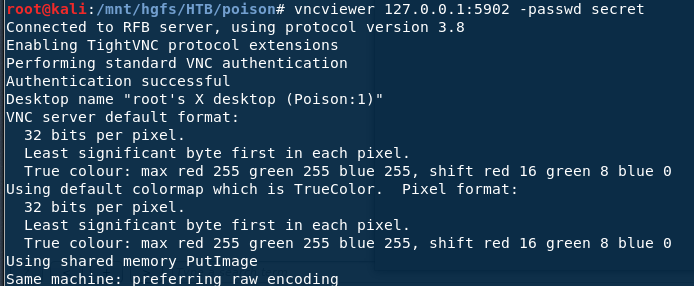 root@kali:/mnt/hgfs/HTB/poison# vncviewer 127.0.0.1:5902 -passwd secret
Connected to RFB server, using protocol version 3.8
Enabling TightVNC protocol extensions
Performing standard VNC authentication
Authentication successful
Desktop name "root's X desktop (Poison:1)"
VNC server default format:
  32 bits per pixel.
  Least significant byte first in each pixel.
  True colour: max red 255 green 255 blue 255, shift red 16 green 8 blue 0
Using default colormap which is TrueColor.  Pixel format:
  32 bits per pixel.
  Least significant byte first in each pixel.
  True colour: max red 255 green 255 blue 255, shift red 16 green 8 blue 0
Using shared memory PutImage
Same machine: preferring raw encoding